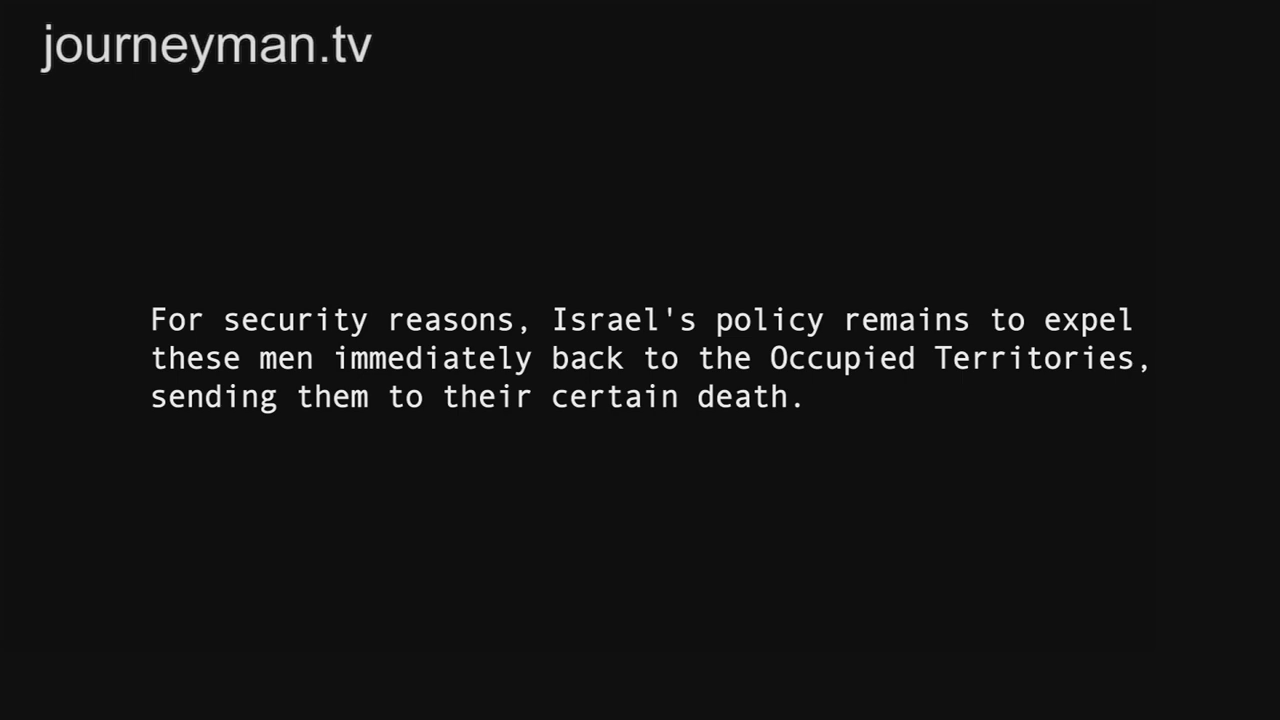 journeyman.tv
For security reasons, Israel's policy remains to expel
these men immediately back to the Occupied Territories,
sending them to their certain death.